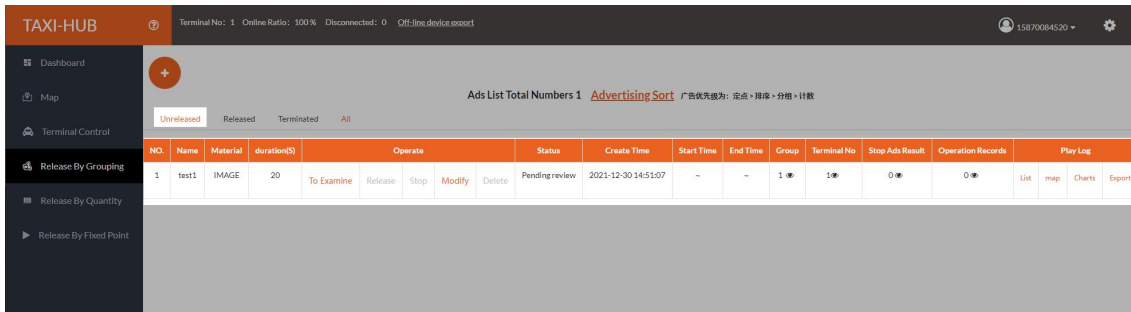 TAXI-HUB
Terminal No: 1 Online Ratio: 100 % Disconnected: 0 Off-line device export
15870084520
Dashboard
Map
Terminal Control
Release By Grouping
Release By Quantity
Release By Fixed Point
Ads List Total Numbers 1 Advertising Sort 广告优先级为: 定点 > 排序 > 分组 > 计数
Unreleased Released Terminated All
NO. Name Material duration(S) Operate Status Create Time Start Time End Time Group Terminal No Stop Ads Result Operation Records Play Log
1 test1 IMAGE 20 To Examine Release Stop Modify Delete Pending review 2021-12-30 14:51:07 ~ ~ 1 1 0 0 List map Charts Export